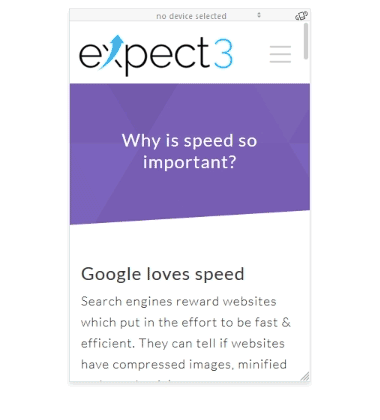 no device selected
expect3
Why is speed so
important?
Google loves speed
Search engines reward websites
which put in the effort to be fast &
efficient. They can tell if websites
have compressed images, minified